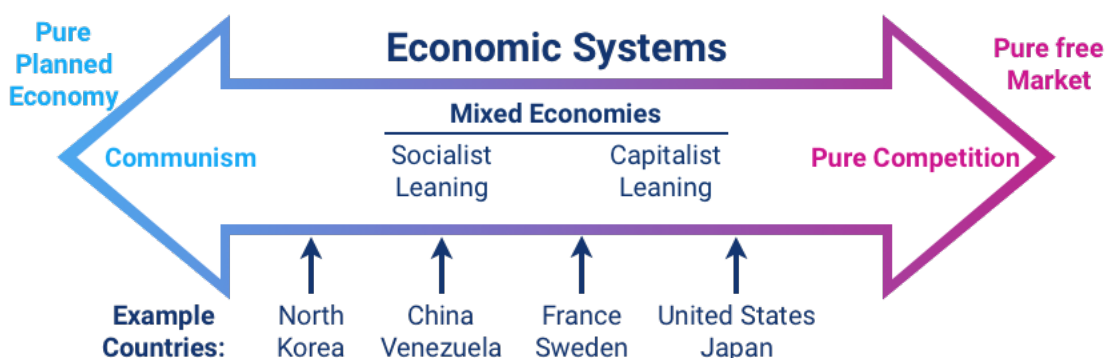 Economic Systems
Pure
Planned
Economy
Pure free
Market
Mixed Economies
Communism
Socialist
Leaning
Capitalist
Leaning
Pure Competition
Example
Countries:
North
Korea
China
Venezuela
France
Sweden
United States
Japan